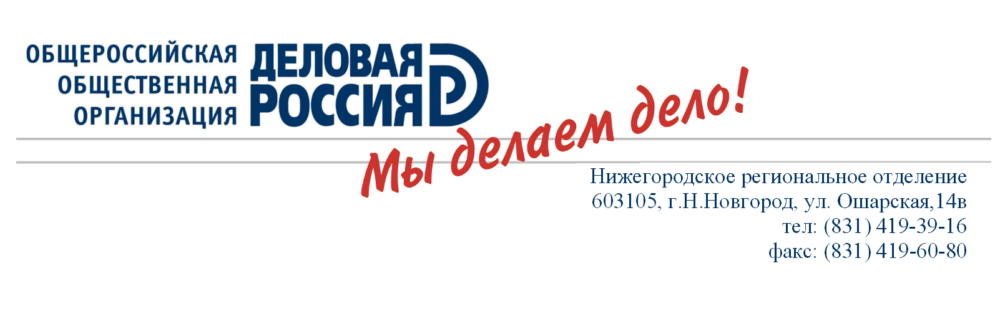 ОБЩЕРОССИЙСКАЯ
ОБЩЕСТВЕННАЯ
ОРГАНИЗАЦИЯ
ДЕЛОВАЯ
РОССИЯ
Мы делаем дело!
Нижегородское региональное отделение
603105, г.Н.Новгород, ул. Ошарская,14в
тел: (831) 419-39-16
факс: (831) 419-60-80